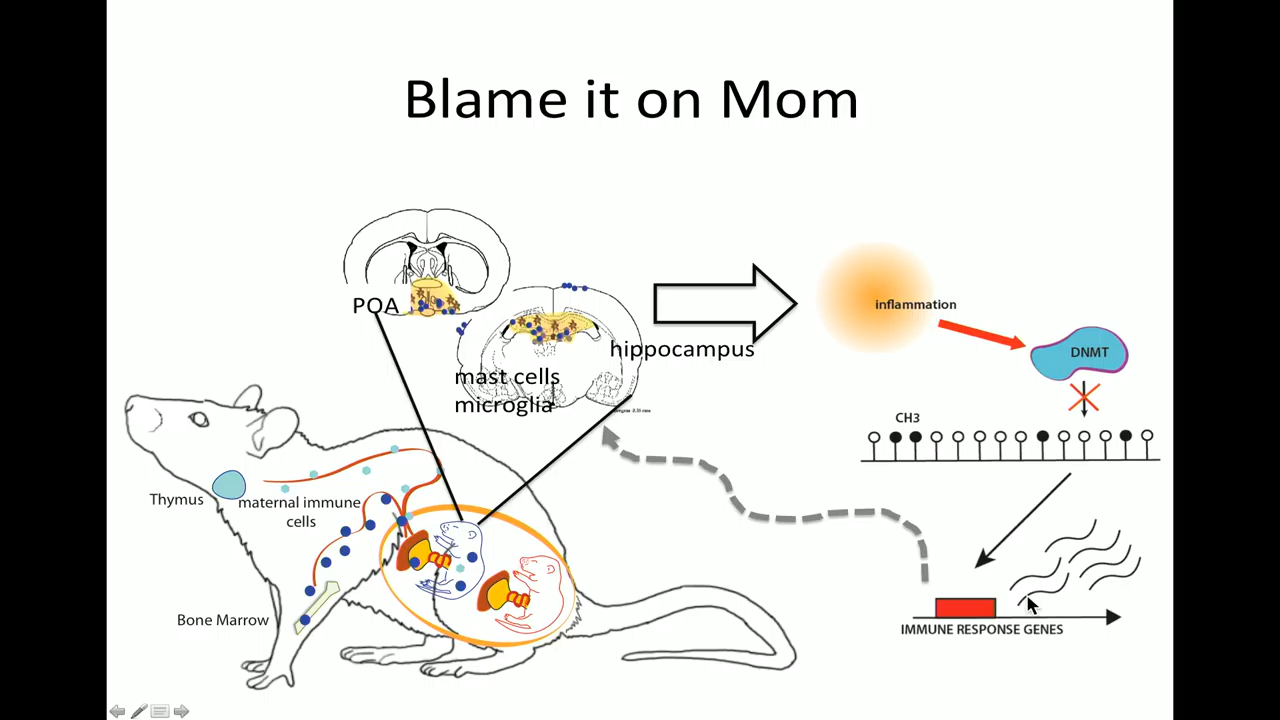 Blame it on Mom
POA
hippocampus
mast cells
microglia
inflammation
DNMT
CH3
Thymus
maternal immune
cells
Bone Marrow
IMMUNE RESPONSE GENES